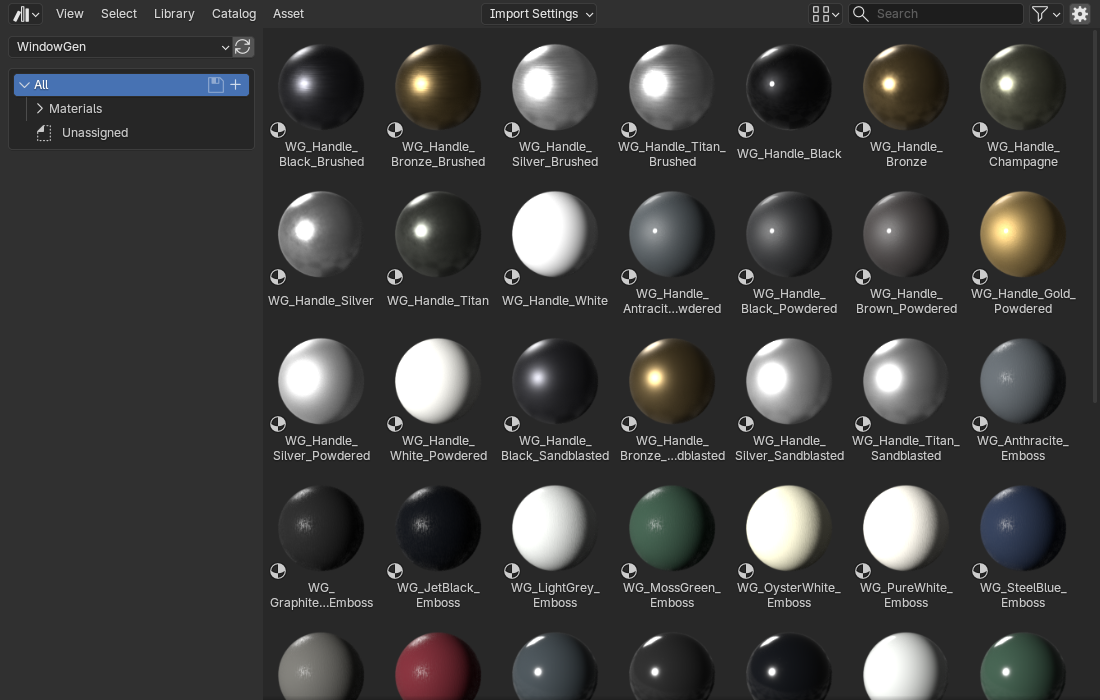 View Select Library Catalog Asset Import Settings Search
WindowGen
All
Materials
Unassigned
WG_Handle_
Black_Brushed
WG_Handle_
Bronze_Brushed
WG_Handle_
Silver_Brushed
WG_Handle_Titan_
Brushed
WG_Handle_Black
WG_Handle_
Bronze
WG_Handle_
Champagne
WG_Handle_Silver
WG_Handle_Titan
WG_Handle_White
WG_Handle_
Antracit...wdered
WG_Handle_
Black_Powdered
WG_Handle_
Brown_Powdered
WG_Handle_Gold_
Powdered
WG_Handle_
Silver_Powdered
WG_Handle_
White_Powdered
WG_Handle_
Black_Sandblasted
WG_Handle_
Bronze_...dblasted
WG_Handle_
Silver_Sandblasted
WG_Handle_Titan_
Sandblasted
WG_Anthracite_
Emboss
WG_
Graphite...Emboss
WG_JetBlack_
Emboss
WG_LightGrey_
Emboss
WG_MossGreen_
Emboss
WG_OysterWhite_
Emboss
WG_PureWhite_
Emboss
WG_SteelBlue_
Emboss